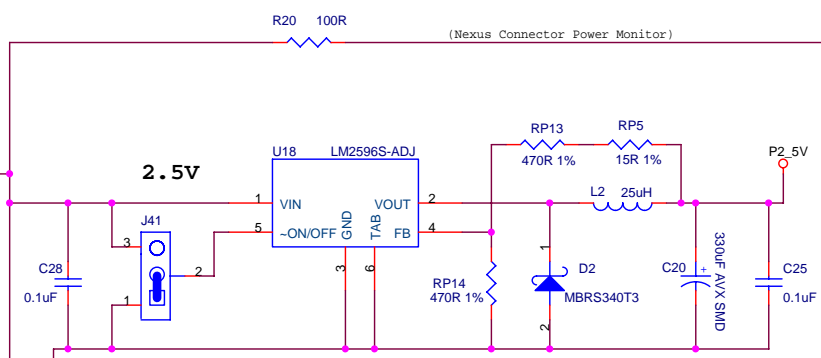 R20 100R
(Nexus Connector Power Monitor)
RP13 RP5
470R 1% 15R 1%
P2_5V
U18 LM2596S-ADJ
2.5V
L2 25uH
1 VIN VOUT 2
5 ~ON/OFF GND TAB FB 4
J41
3
2
1
C28
0.1uF
3 6
RP14
470R 1%
1
D2
MBRS340T3
2
C20 + 330uF AVX SMD
C25
0.1uF